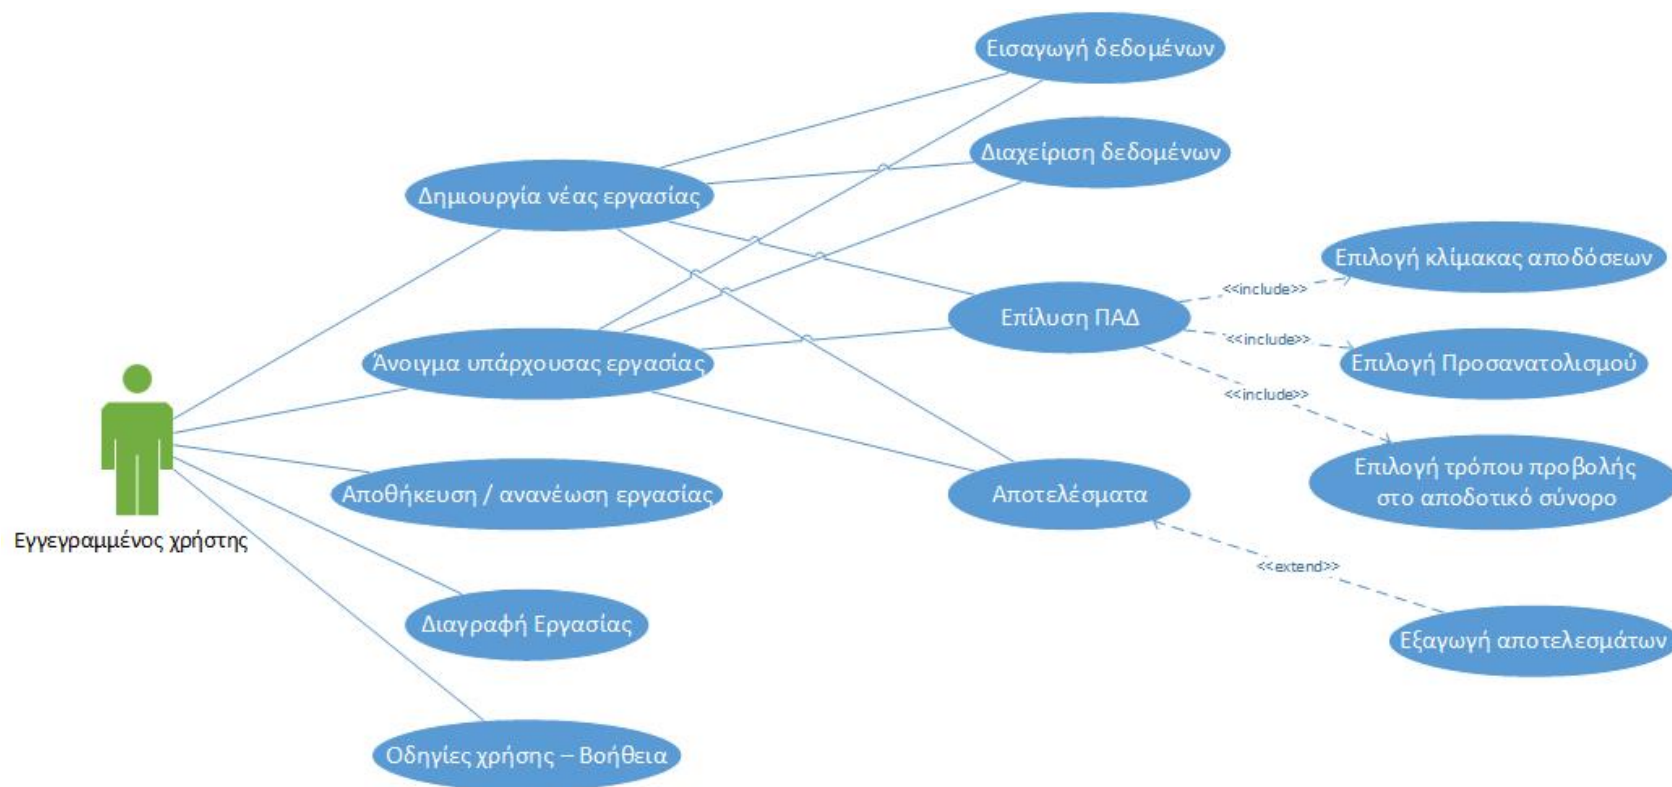 Εισαγωγή δεδομένων
Διαχείριση δεδομένων
Δημιουργία νέας εργασίας
Επιλογή κλίμακας αποδόσεων
<<include>>
Επίλυση ΠΑΔ
<<include>>
Άνοιγμα υπάρχουσας εργασίας
Επιλογή Προσανατολισμού
<<include>>
Επιλογή τρόπου προβολής
στο αποδοτικό σύνορο
Αποθήκευση / ανανέωση εργασίας
Αποτελέσματα
Εγγεγραμμένος χρήστης
<<extend>>
Διαγραφή Εργασίας
Εξαγωγή αποτελεσμάτων
Οδηγίες χρήσης – Βοήθεια